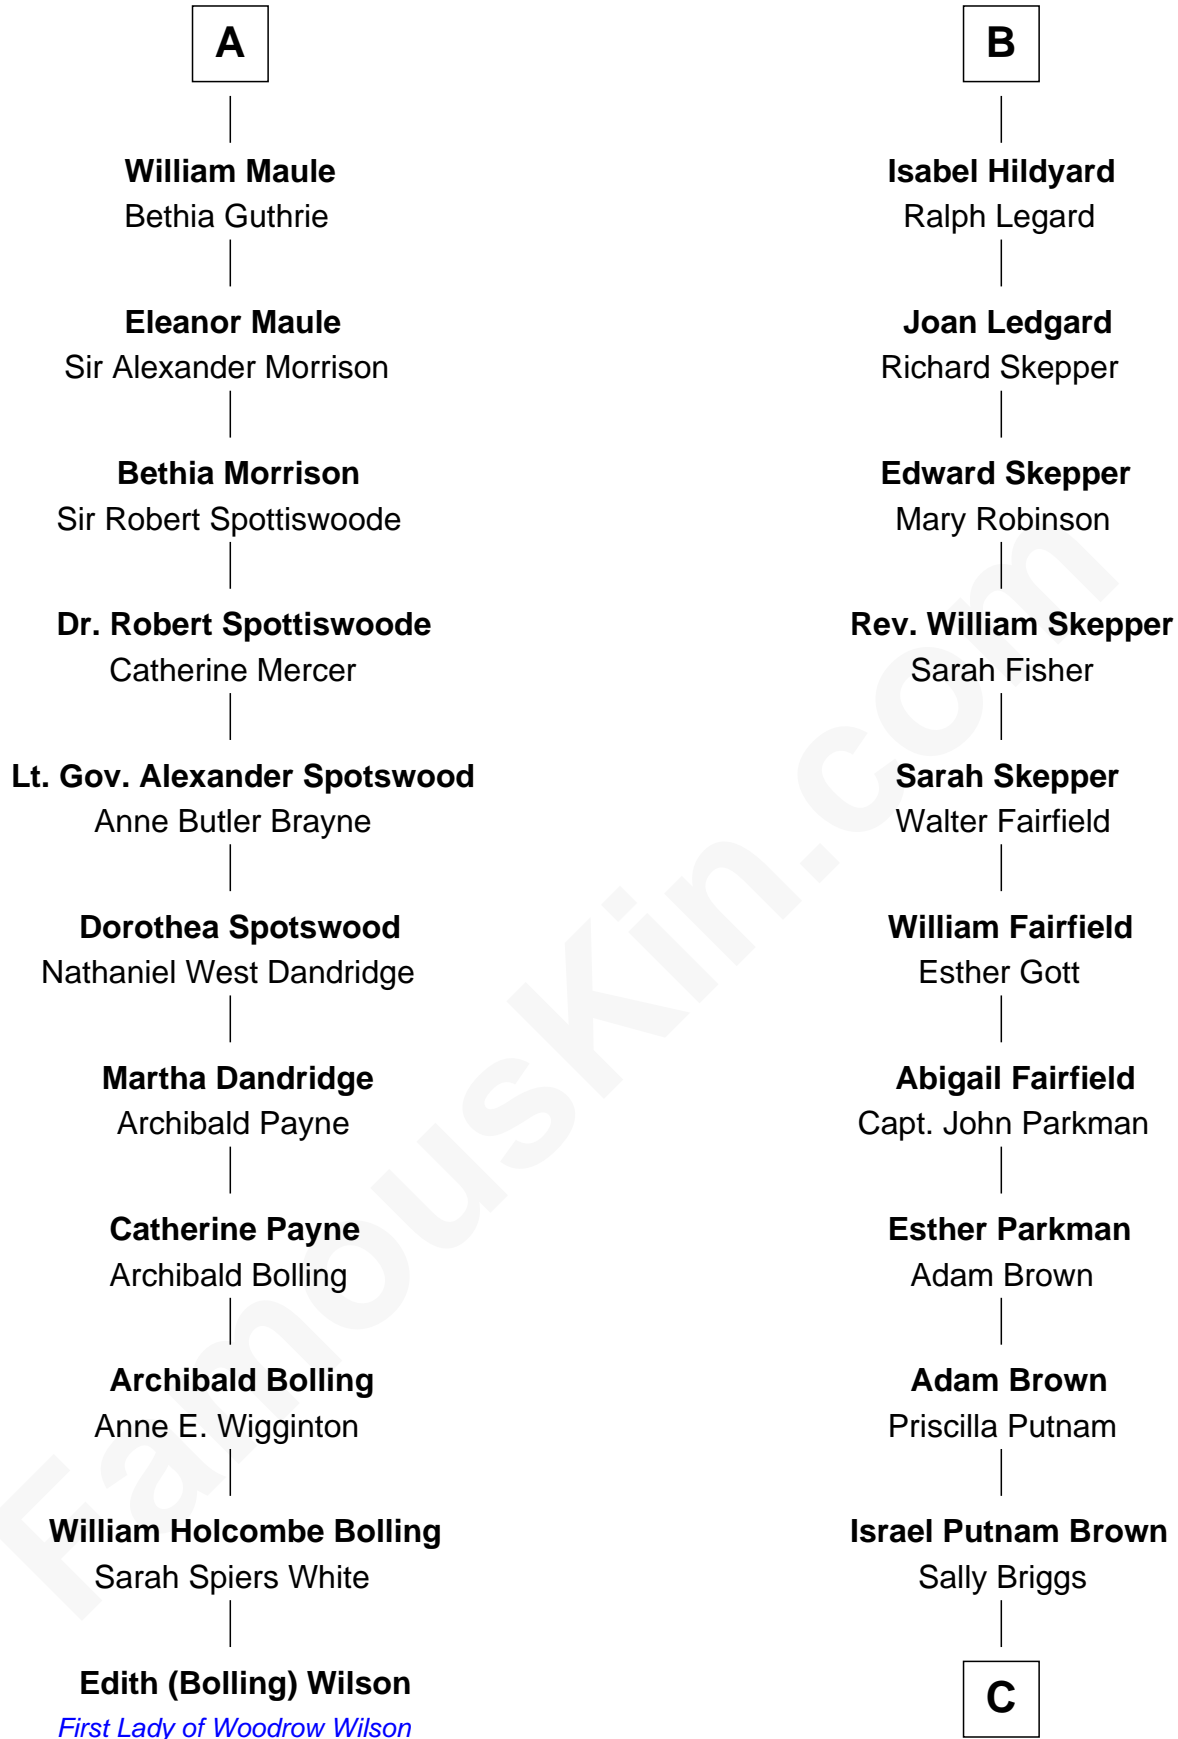 A
William Maule
Bethia Guthrie
Eleanor Maule
Sir Alexander Morrison
Bethia Morrison
Sir Robert Spottiswoode
Dr. Robert Spottiswoode
Catherine Mercer
Lt. Gov. Alexander Spotswood
Anne Butler Brayne
Dorothea Spotswood
Nathaniel West Dandridge
Martha Dandridge
Archibald Payne
Catherine Payne
Archibald Bolling
Archibald Bolling
Anne E. Wigginton
William Holcombe Bolling
Sarah Spiers White
Edith (Bolling) Wilson
First Lady of Woodrow Wilson
B
Isabel Hildyard
Ralph Legard
Joan Ledgard
Richard Skepper
Edward Skepper
Mary Robinson
Rev. William Skepper
Sarah Fisher
Sarah Skepper
Walter Fairfield
William Fairfield
Esther Gott
Abigail Fairfield
Capt. John Parkman
Esther Parkman
Adam Brown
Adam Brown
Priscilla Putnam
Israel Putnam Brown
Sally Briggs
C
FamousKin.com